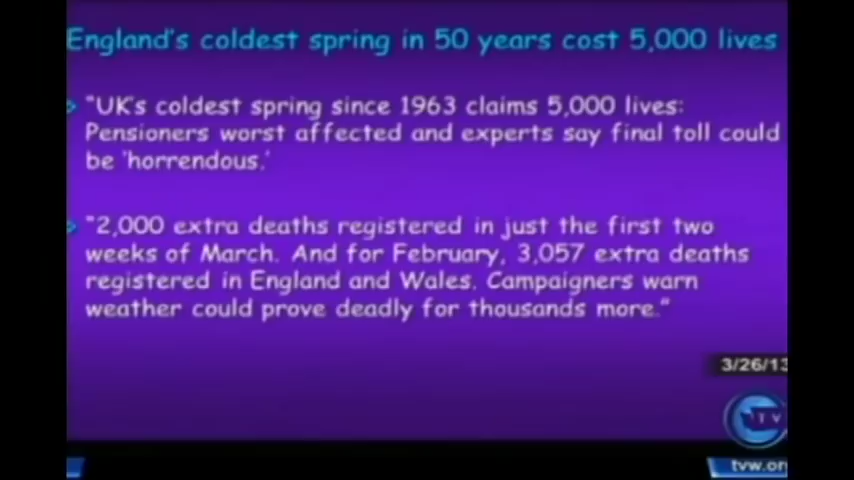 England's coldest spring in 50 years cost 5,000 lives
"UK's coldest spring since 1963 claims 5,000 lives:
Pensioners worst affected and experts say final toll could
be 'horrendous.'
"2,000 extra deaths registered in just the first two
weeks of March. And for February, 3,057 extra deaths
registered in England and Wales. Campaigners warn
weather could prove deadly for thousands more."
3/26/13
TV
tvw.or